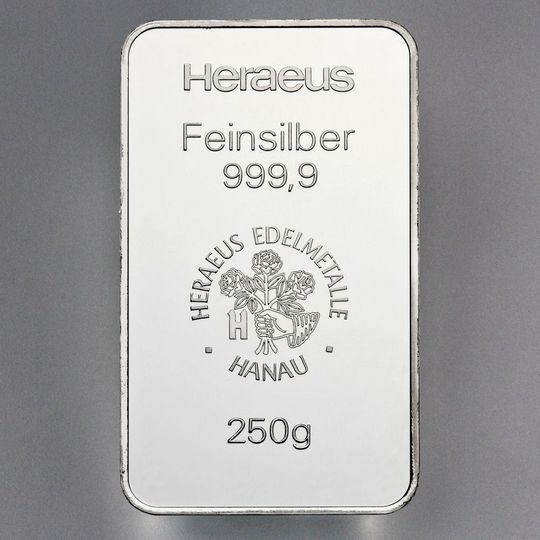 Heraeus
Feinsilber
999,9
HERAEUS EDELMETALLE
H
· HANAU ·
250g